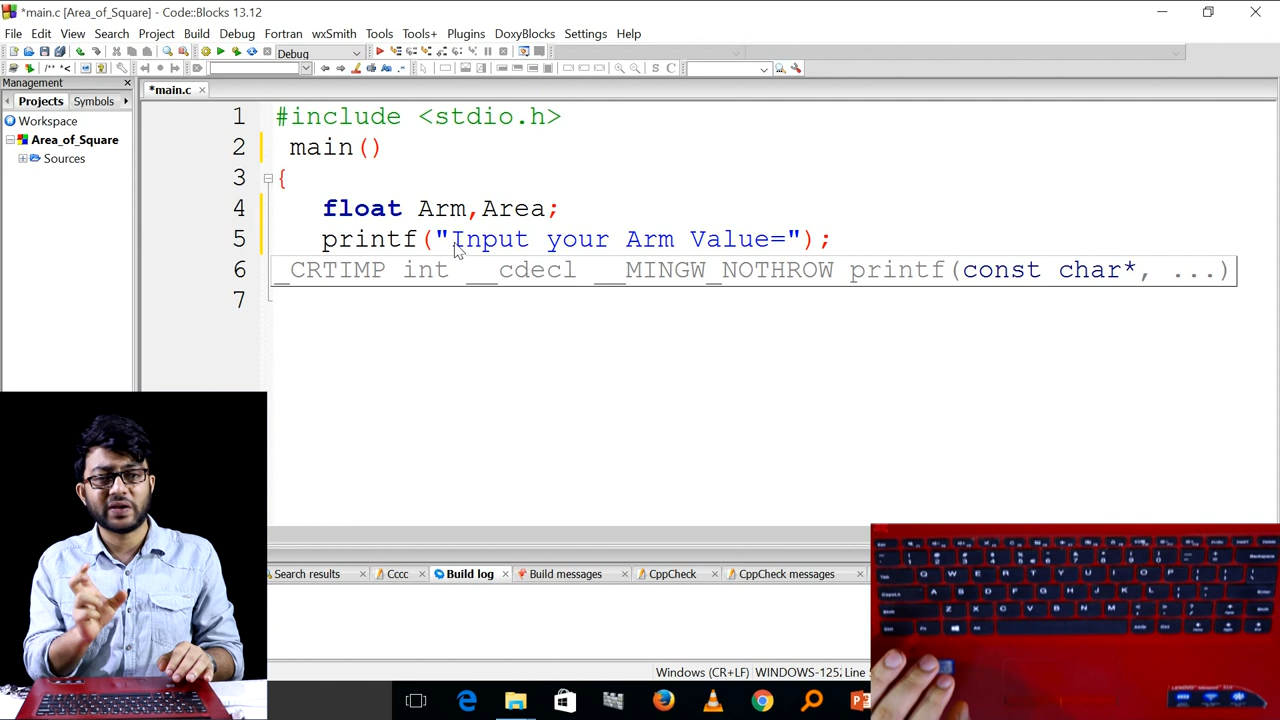 *main.c [Area_of_Square] - Code::Blocks 13.12
File Edit View Search Project Build Debug Fortran wxSmith Tools Tools+ Plugins DoxyBlocks Settings Help
Debug
Management
Projects Symbols
Workspace
Area_of_Square
Sources
*main.c
1 #include <stdio.h>
2 main()
3 {
4 float Arm,Area;
5 printf("Input your Arm Value=");
6 _CRTIMP int __cdecl __MINGW_NOTHROW printf(const char*, ...)
7
Search results Cccc Build log Build messages CppCheck CppCheck messages
Windows (CR+LF) WINDOWS-125 Line